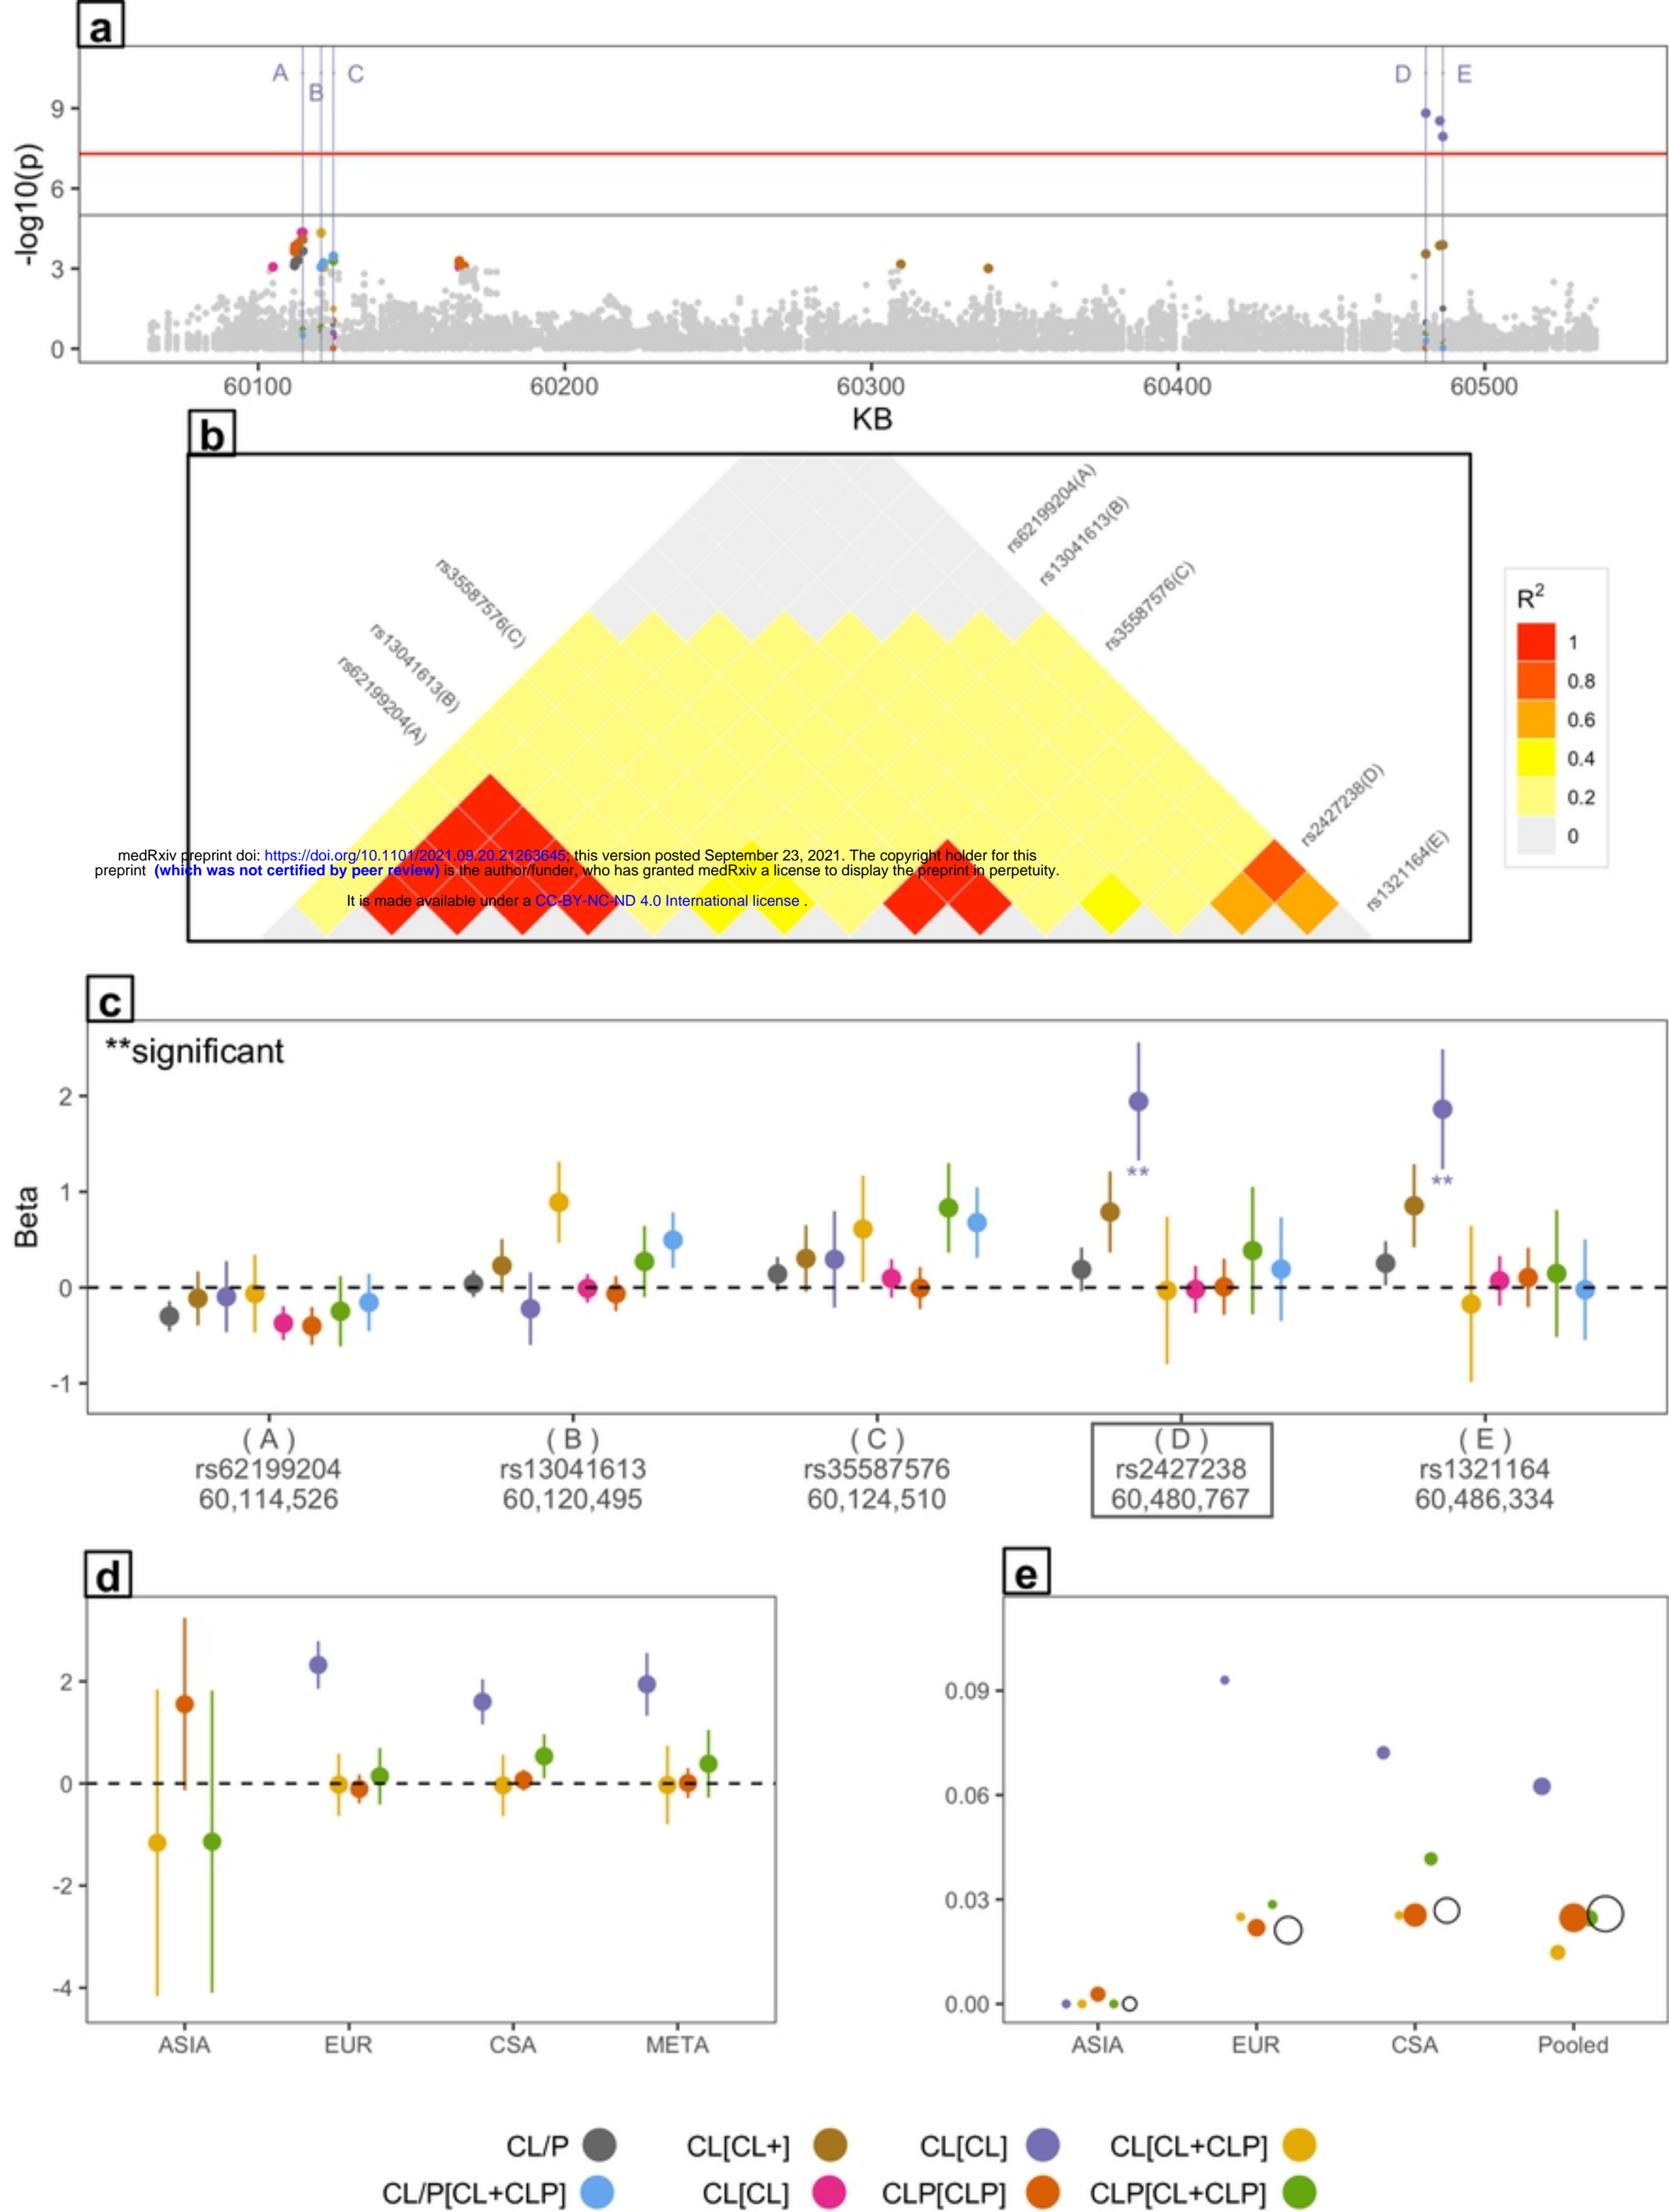 a
A
B
C
D
E
9
6
3
0
-log10(p)
60100
60200
60300
60400
60500
KB
b
rs62199204(A)
rs13041613(B)
rs35587576(C)
rs35587576(C)
rs13041613(B)
rs62199204(A)
rs2427238(D)
rs1321164(E)
R2
1
0.8
0.6
0.4
0.2
0
medRxiv preprint doi: https://doi.org/10.1101/2021.09.20.21263645; this version posted September 23, 2021. The copyright holder for this
preprint (which was not certified by peer review) is the author/funder, who has granted medRxiv a license to display the preprint in perpetuity.
It is made available under a CC-BY-NC-ND 4.0 International license .
c
**significant
2
1
0
-1
Beta
**
**
( A ) ( B ) ( C ) ( D ) ( E )
rs62199204 rs13041613 rs35587576 rs2427238 rs1321164
60,114,526 60,120,495 60,124,510 60,480,767 60,486,334
d
2
0
-2
-4
ASIA EUR CSA META
e
0.09
0.06
0.03
0.00
ASIA EUR CSA Pooled
CL/P CL[CL+] CL[CL] CL[CL+CLP]
CL/P[CL+CLP] CL[CL] CLP[CLP] CLP[CL+CLP]